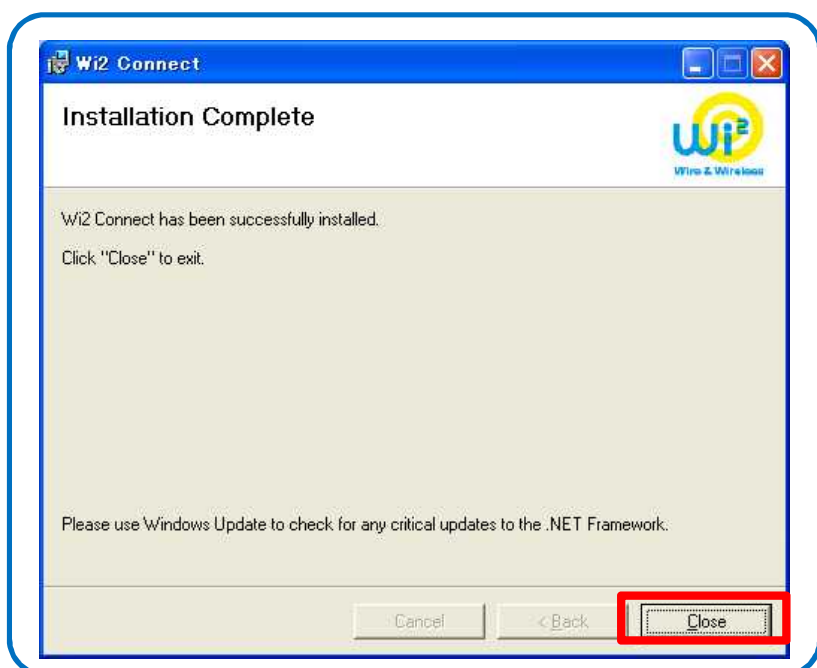 Wi2 Connect
Installation Complete
Wi2
Wire & Wireless
Wi2 Connect has been successfully installed.
Click "Close" to exit.
Please use Windows Update to check for any critical updates to the .NET Framework.
Cancel
< Back
Close